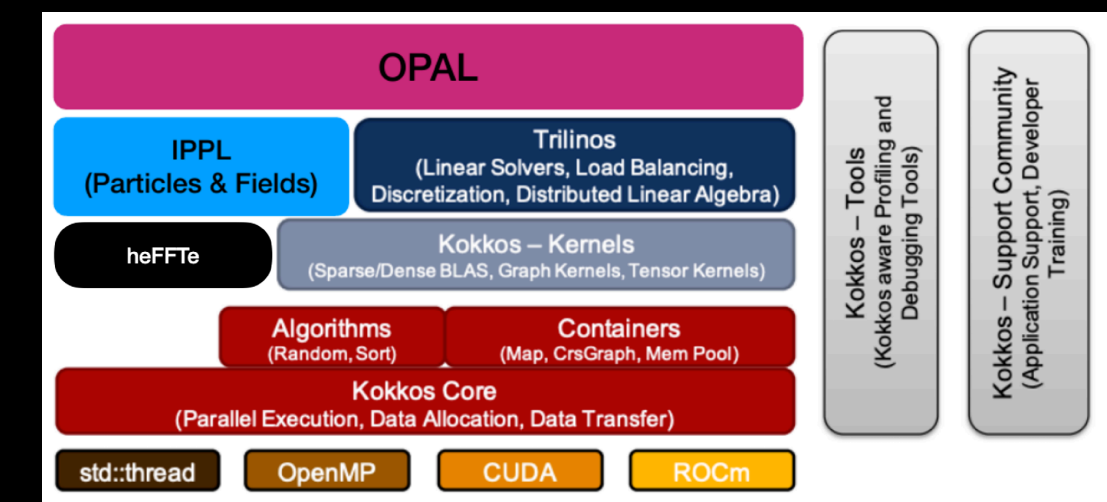 OPAL
IPPL
(Particles & Fields)
Trilinos
(Linear Solvers, Load Balancing,
Discretization, Distributed Linear Algebra)
heFFTe
Kokkos – Kernels
(Sparse/Dense BLAS, Graph Kernels, Tensor Kernels)
Algorithms
(Random, Sort)
Containers
(Map, CrsGraph, Mem Pool)
Kokkos Core
(Parallel Execution, Data Allocation, Data Transfer)
std::thread
OpenMP
CUDA
ROCm
Kokkos – Tools
(Kokkos aware Profiling and
Debugging Tools)
Kokkos – Support Community
(Application Support, Developer
Training)